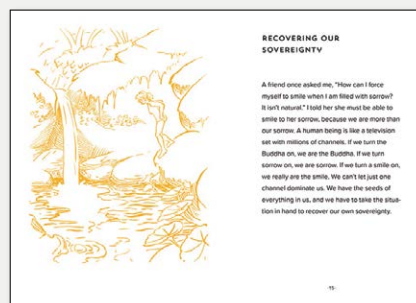 RECOVERING OUR
SOVEREIGNTY
A friend once asked me, "How can I force
myself to smile when I am filled with sorrow?
It isn't natural." I told her she must be able to
smile to her sorrow, because we are more than
our sorrow. A human being is like a television
set with millions of channels. If we turn the
Buddha on, we are the Buddha. If we turn
sorrow on, we are sorrow. If we turn a smile on,
we really are the smile. We can't let just one
channel dominate us. We have the seeds of
everything in us, and we have to take the situa-
tion in hand to recover our own sovereignty.